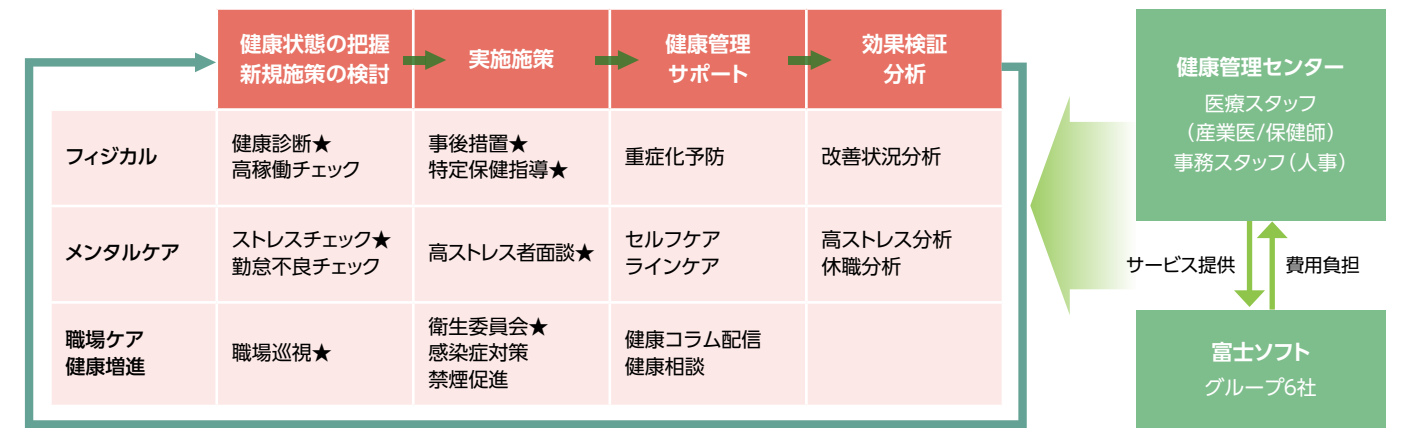 健康状態の把握
新規施策の検討
実施施策
健康管理
サポート
効果検証
分析
フィジカル
健康診断★
高稼働チェック
事後措置★
特定保健指導★
重症化予防
改善状況分析
メンタルケア
ストレスチェック★
勤怠不良チェック
高ストレス者面談★
セルフケア
ラインケア
高ストレス分析
休職分析
職場ケア
健康増進
職場巡視★
衛生委員会★
感染症対策
禁煙促進
健康コラム配信
健康相談
健康管理センター
医療スタッフ
（産業医/保健師）
事務スタッフ（人事）
サービス提供
費用負担
富士ソフト
グループ6社